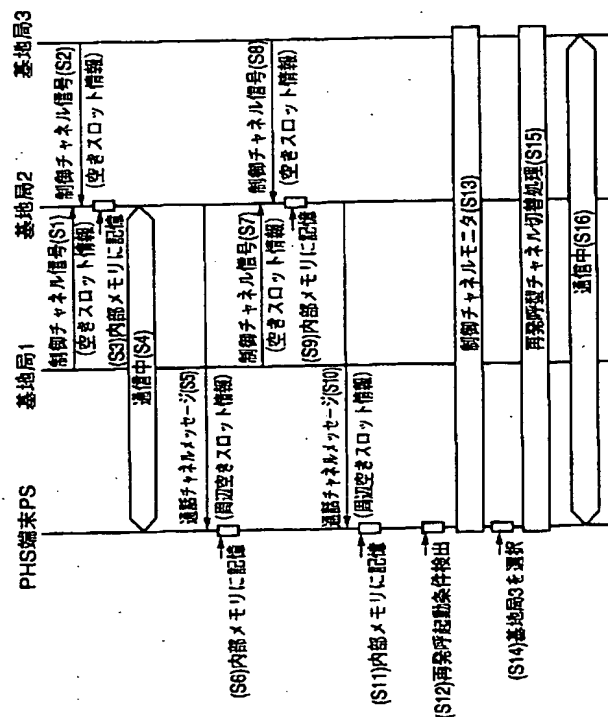 PHS端末PS
基地局1
基地局2
基地局3
制御チャネル信号(S1)
(空きスロット情報)
制御チャネル信号(S2)
(空きスロット情報)
(S3)内部メモリに記憶
通信中(S4)
通話チャネルメッセージ(S5)
(周辺空きスロット情報)
(S6)内部メモリに記憶
制御チャネル信号(S7)
(空きスロット情報)
制御チャネル信号(S8)
(空きスロット情報)
(S9)内部メモリに記憶
通話チャネルメッセージ(S10)
(周辺空きスロット情報)
(S11)内部メモリに記憶
(S12)再発呼起動条件検出
制御チャネルモニタ(S13)
(S14)基地局3を選択
再発呼型チャネル切替処理(S15)
通信中(S16)